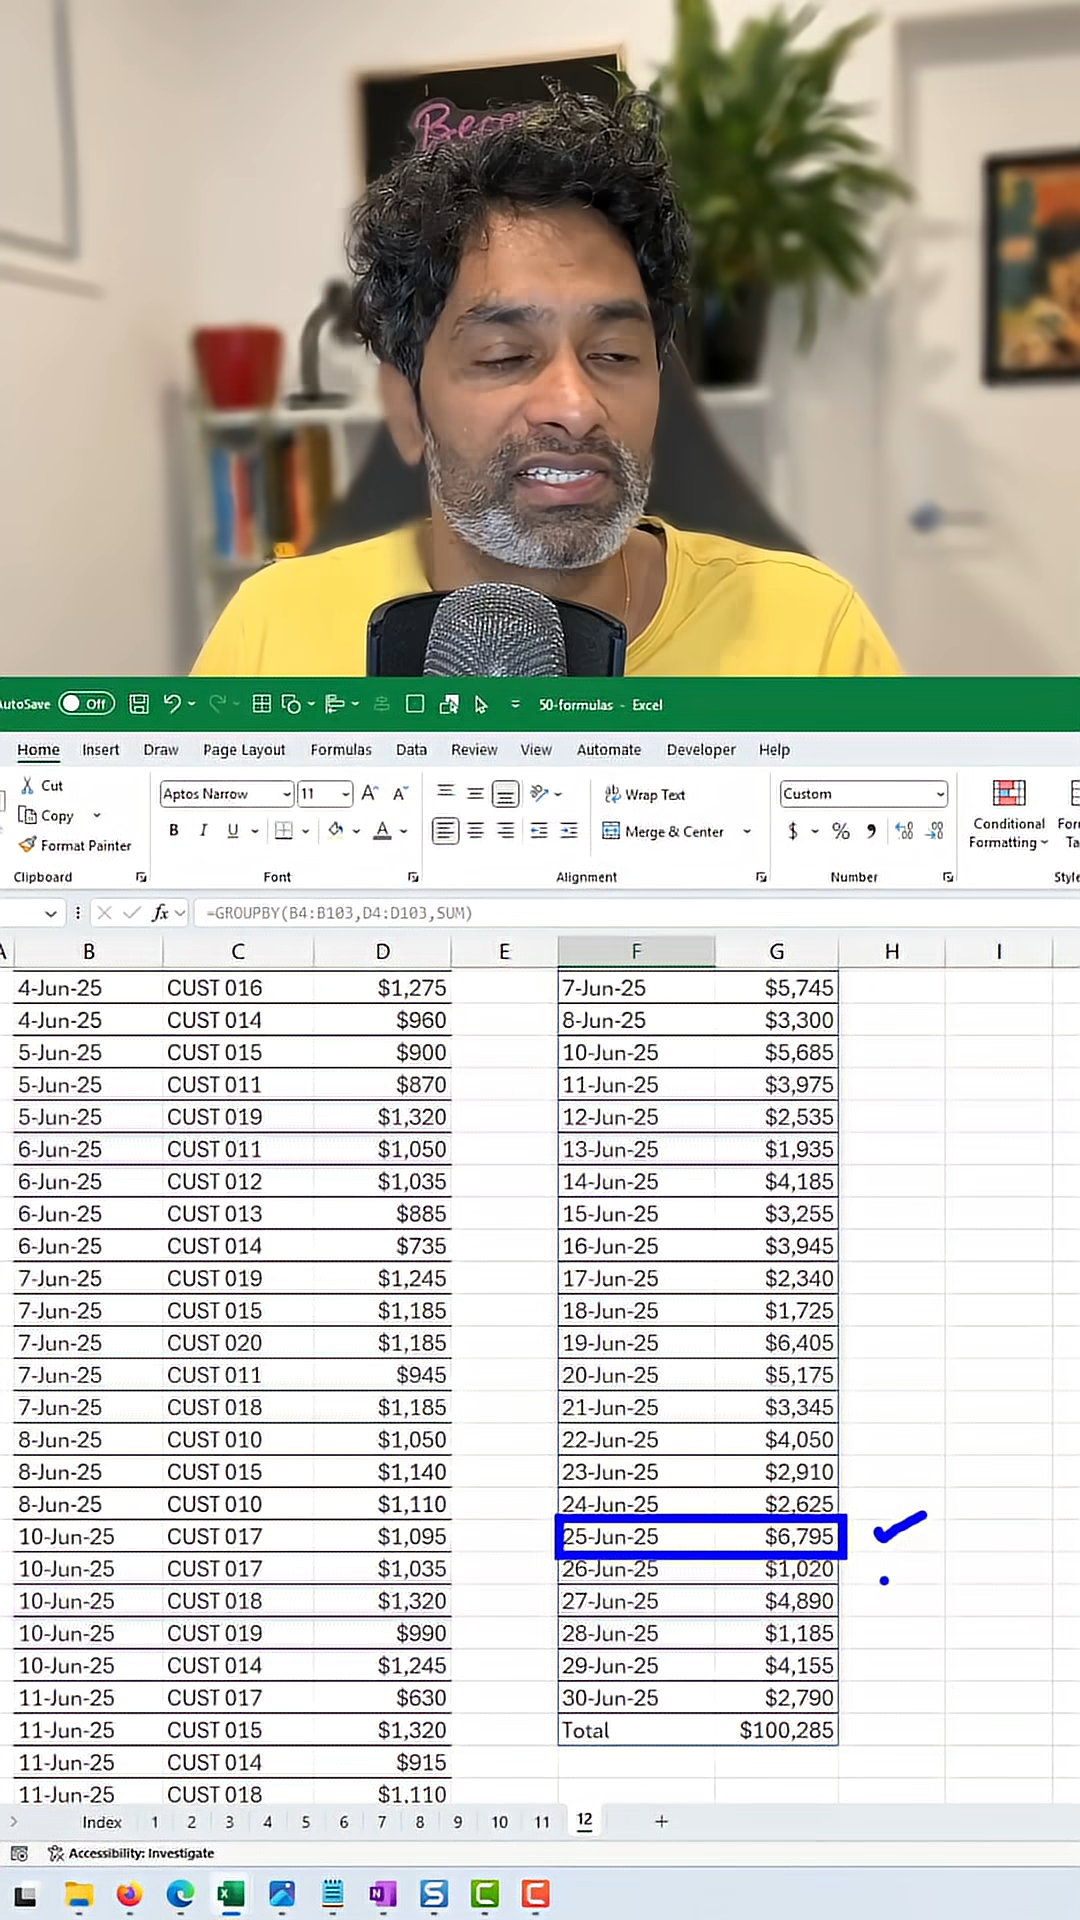 Bec
AutoSave Off 50-formulas - Excel
Home Insert Draw Page Layout Formulas Data Review View Automate Developer Help
Cut
Copy
Format Painter
Aptos Narrow 11
B I U A
Wrap Text
Merge & Center
Custom
$ % 9
Conditional
Formatting
Clipboard Font Alignment Number
fx =GROUPBY(B4:B103,D4:D103,SUM)
A B C D E F G H I
4-Jun-25 CUST 016 $1,275 7-Jun-25 $5,745
4-Jun-25 CUST 014 $960 8-Jun-25 $3,300
5-Jun-25 CUST 015 $900 10-Jun-25 $5,685
5-Jun-25 CUST 011 $870 11-Jun-25 $3,975
5-Jun-25 CUST 019 $1,320 12-Jun-25 $2,535
6-Jun-25 CUST 011 $1,050 13-Jun-25 $1,935
6-Jun-25 CUST 012 $1,035 14-Jun-25 $4,185
6-Jun-25 CUST 013 $885 15-Jun-25 $3,255
6-Jun-25 CUST 014 $735 16-Jun-25 $3,945
7-Jun-25 CUST 019 $1,245 17-Jun-25 $2,340
7-Jun-25 CUST 015 $1,185 18-Jun-25 $1,725
7-Jun-25 CUST 020 $1,185 19-Jun-25 $6,405
7-Jun-25 CUST 011 $945 20-Jun-25 $5,175
7-Jun-25 CUST 018 $1,185 21-Jun-25 $3,345
8-Jun-25 CUST 010 $1,050 22-Jun-25 $4,050
8-Jun-25 CUST 015 $1,140 23-Jun-25 $2,910
8-Jun-25 CUST 010 $1,110 24-Jun-25 $2,625
10-Jun-25 CUST 017 $1,095 25-Jun-25 $6,795
10-Jun-25 CUST 017 $1,035 26-Jun-25 $1,020
10-Jun-25 CUST 018 $1,320 27-Jun-25 $4,890
10-Jun-25 CUST 019 $990 28-Jun-25 $1,185
10-Jun-25 CUST 014 $1,245 29-Jun-25 $4,155
11-Jun-25 CUST 017 $630 30-Jun-25 $2,790
11-Jun-25 CUST 015 $1,320 Total $100,285
11-Jun-25 CUST 014 $915
11-Jun-25 CUST 018 $1,110
Index 1 2 3 4 5 6 7 8 9 10 11 12 +
Accessibility: Investigate